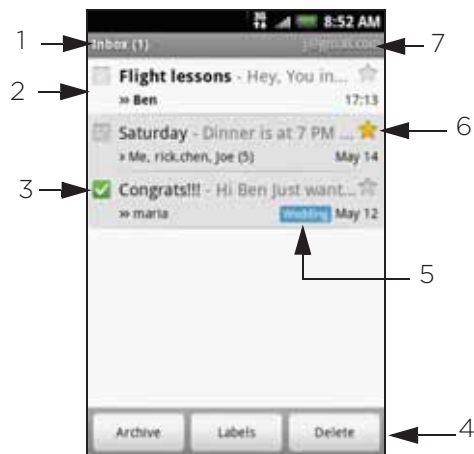 8:52 AM
1
Inbox (1)
7
Flight lessons - Hey, You in...
2
» Ben 17:13
Saturday - Dinner is at 7 PM ...
6
› Me, rick.chen, Joe (5) May 14
3
Congrats!!! - Hi Ben Just want...
» maria Wedding May 12
5
Archive Labels Delete
4